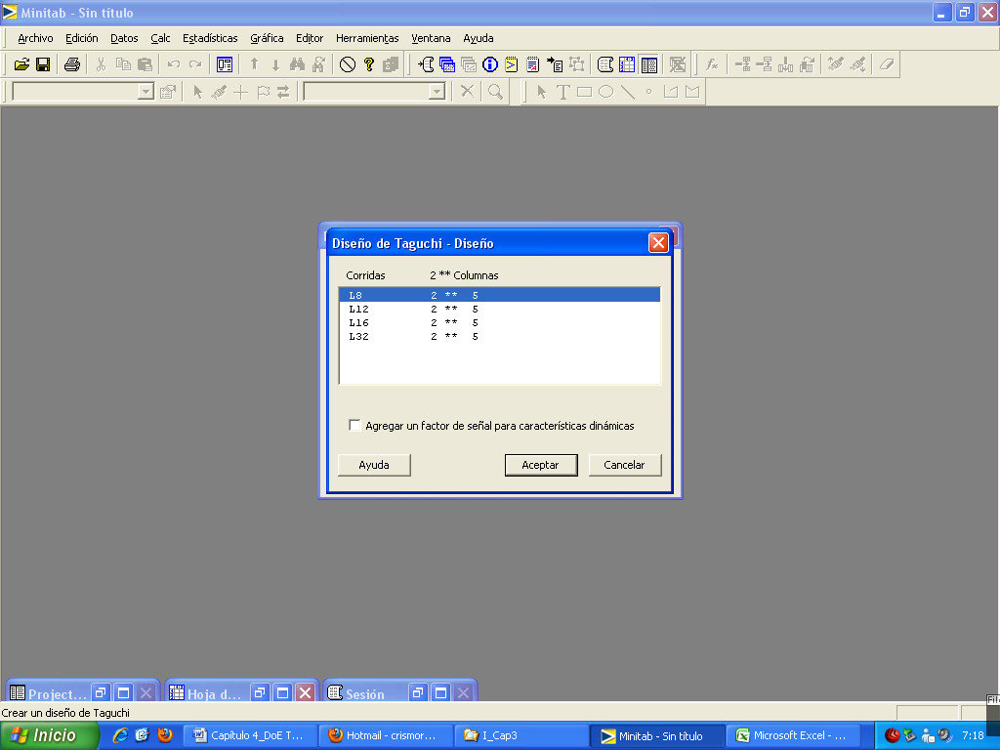 Minitab - Sin título
Archivo Edición Datos Calc Estadísticas Gráfica Editor Herramientas Ventana Ayuda
Diseño de Taguchi - Diseño
Corridas 2 ** Columnas
L8 2 ** 5
L12 2 ** 5
L16 2 ** 5
L32 2 ** 5
Agregar un factor de señal para características dinámicas
Ayuda Aceptar Cancelar
Project... Hoja d... Sesión
Crear un diseño de Taguchi
Inicio Capítulo 4_DoE T... Hotmail - crismor... I_Cap3 Minitab - Sin título Microsoft Excel - ... 7:18